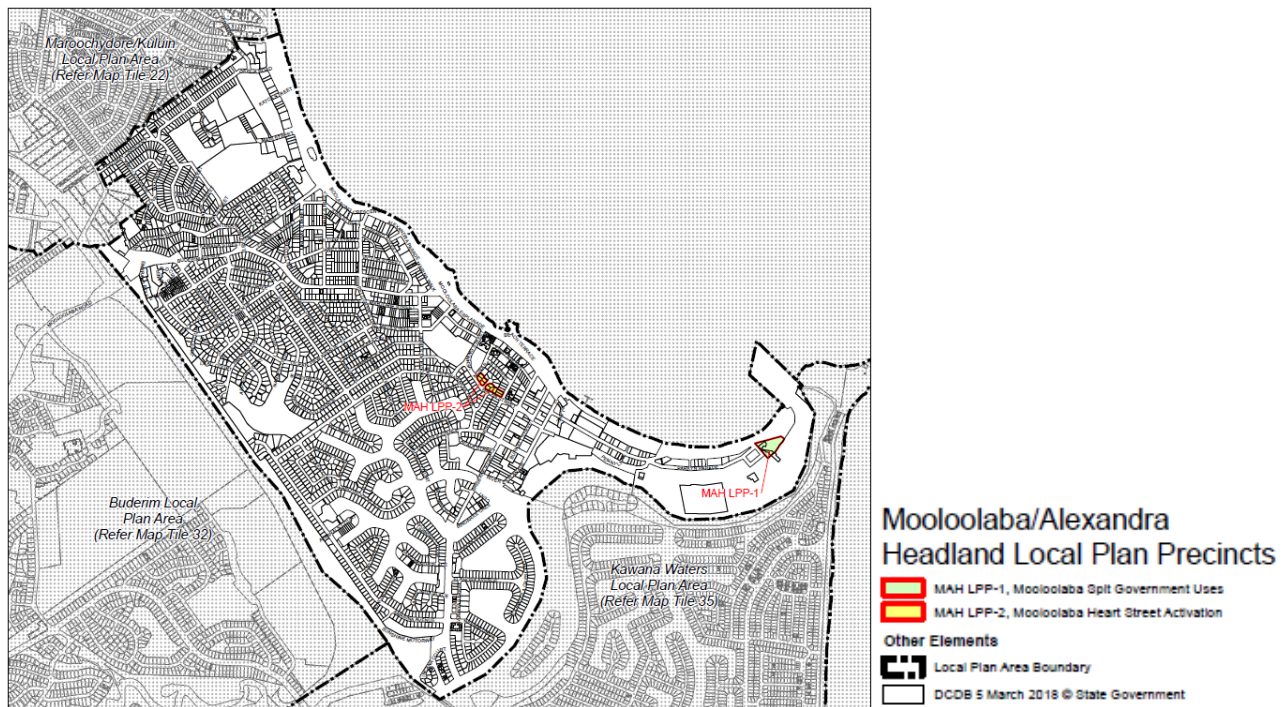 Maroochydore/Kuluin
Local Plan Area
(Refer Map Tile 22)
MAH LPP-2
MAH LPP-1
Buderim Local
Plan Area
(Refer Map Tile 32)
Kawana Waters
Local Plan Area
(Refer Map Tile 35)
Mooloolaba/Alexandra
Headland Local Plan Precincts
MAH LPP-1, Mooloolaba Spit Government Uses
MAH LPP-2, Mooloolaba Heart Street Activation
Other Elements
Local Plan Area Boundary
DCDB 5 March 2018 © State Government